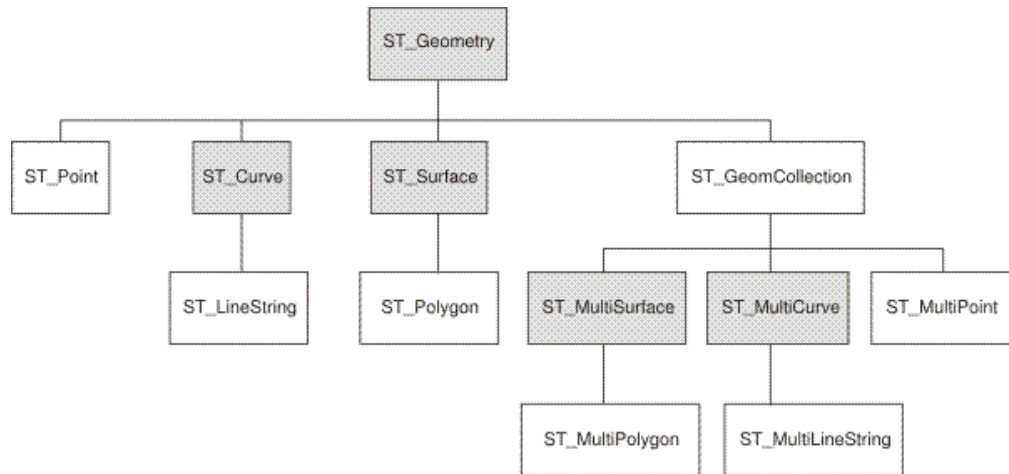 ST_Geometry
ST_Point
ST_Curve
ST_Surface
ST_GeomCollection
ST_LineString
ST_Polygon
ST_MultiSurface
ST_MultiCurve
ST_MultiPoint
ST_MultiPolygon
ST_MultiLineString